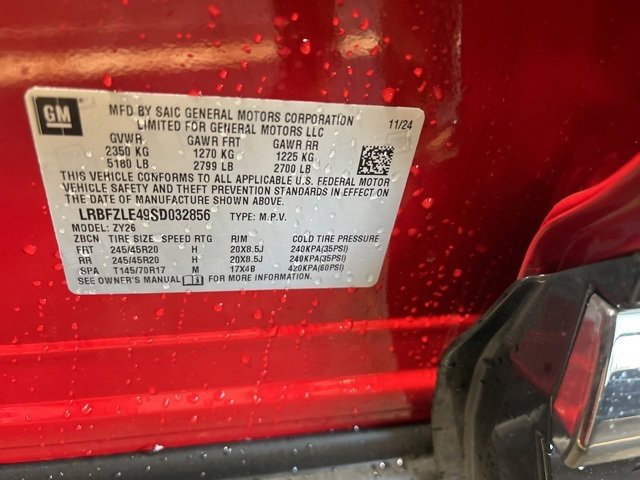 GM
MFD BY SAIC GENERAL MOTORS CORPORATION
LIMITED FOR GENERAL MOTORS LLC
11/24
GVWR GAWR FRT GAWR RR
2350 KG 1270 KG 1225 KG
5180 LB 2799 LB 2700 LB
THIS VEHICLE CONFORMS TO ALL APPLICABLE U.S. FEDERAL MOTOR
VEHICLE SAFETY AND THEFT PREVENTION STANDARDS IN EFFECT ON
THE DATE OF MANUFACTURE SHOWN ABOVE.
LRBFZLE49SD032856 TYPE: M.P.V.
MODEL: ZY26
ZBCN TIRE SIZE SPEED RTG RIM COLD TIRE PRESSURE
FRT 245/45R20 H 20X8.5J 240KPA(35PSI)
RR 245/45R20 H 20X8.5J 240KPA(35PSI)
SPA T145/70R17 M 17X4B 420KPA(60PSI)
SEE OWNER'S MANUAL FOR MORE INFORMATION.